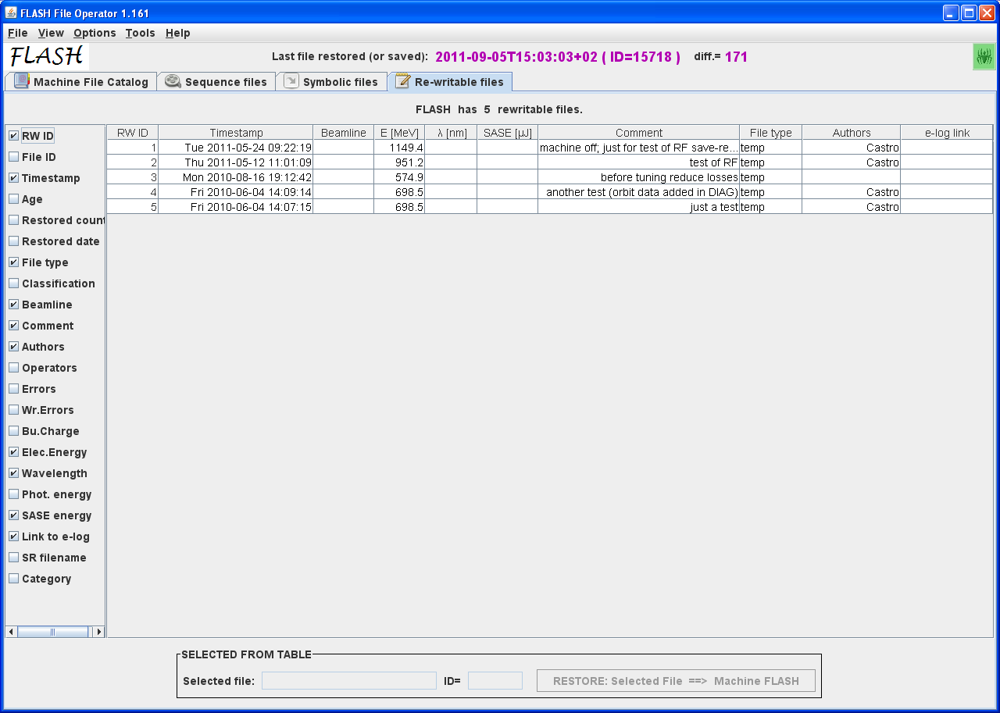 FLASH File Operator 1.161
File View Options Tools Help
FLASH Last file restored (or saved): 2011-09-05T15:03:03+02 ( ID=15718 ) diff.= 171
Machine File Catalog Sequence files Symbolic files Re-writable files
FLASH has 5 rewritable files.
RW ID
File ID
Timestamp
Age
Restored count
Restored date
File type
Classification
Beamline
Comment
Authors
Operators
Errors
Wr.Errors
Bu.Charge
Elec.Energy
Wavelength
Phot. energy
SASE energy
Link to e-log
SR filename
Category
RW ID Timestamp Beamline E [MeV] λ [nm] SASE [µJ] Comment File type Authors e-log link
1 Tue 2011-05-24 09:22:19 1149.4 machine off; just for test of RF save-re... temp Castro
2 Thu 2011-05-12 11:01:09 951.2 test of RF temp Castro
3 Mon 2010-08-16 19:12:42 574.9 before tuning reduce losses temp
4 Fri 2010-06-04 14:09:14 698.5 another test (orbit data added in DIAG) temp Castro
5 Fri 2010-06-04 14:07:15 698.5 just a test temp Castro
SELECTED FROM TABLE
Selected file: ID= RESTORE: Selected File ==> Machine FLASH